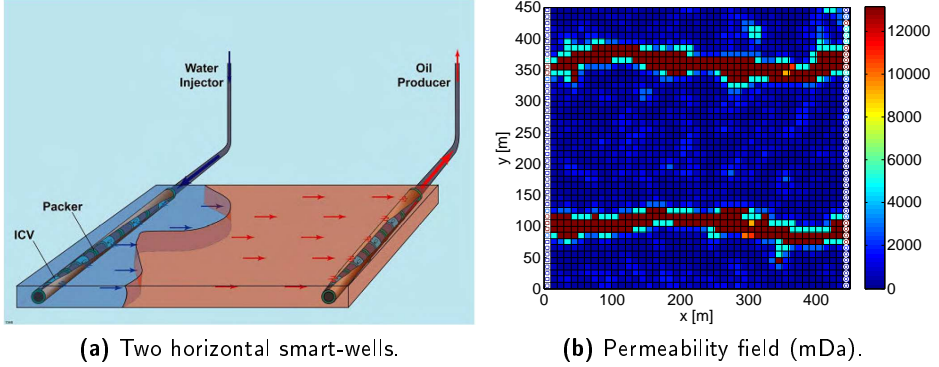 Water
Injector
Oil
Producer
Packer
ICV
(a) Two horizontal smart-wells.
450
400
350
300
250
200
150
100
50
0
y [m]
0
100
200
300
400
x [m]
12000
10000
8000
6000
4000
2000
0
(b) Permeability field (mDa).